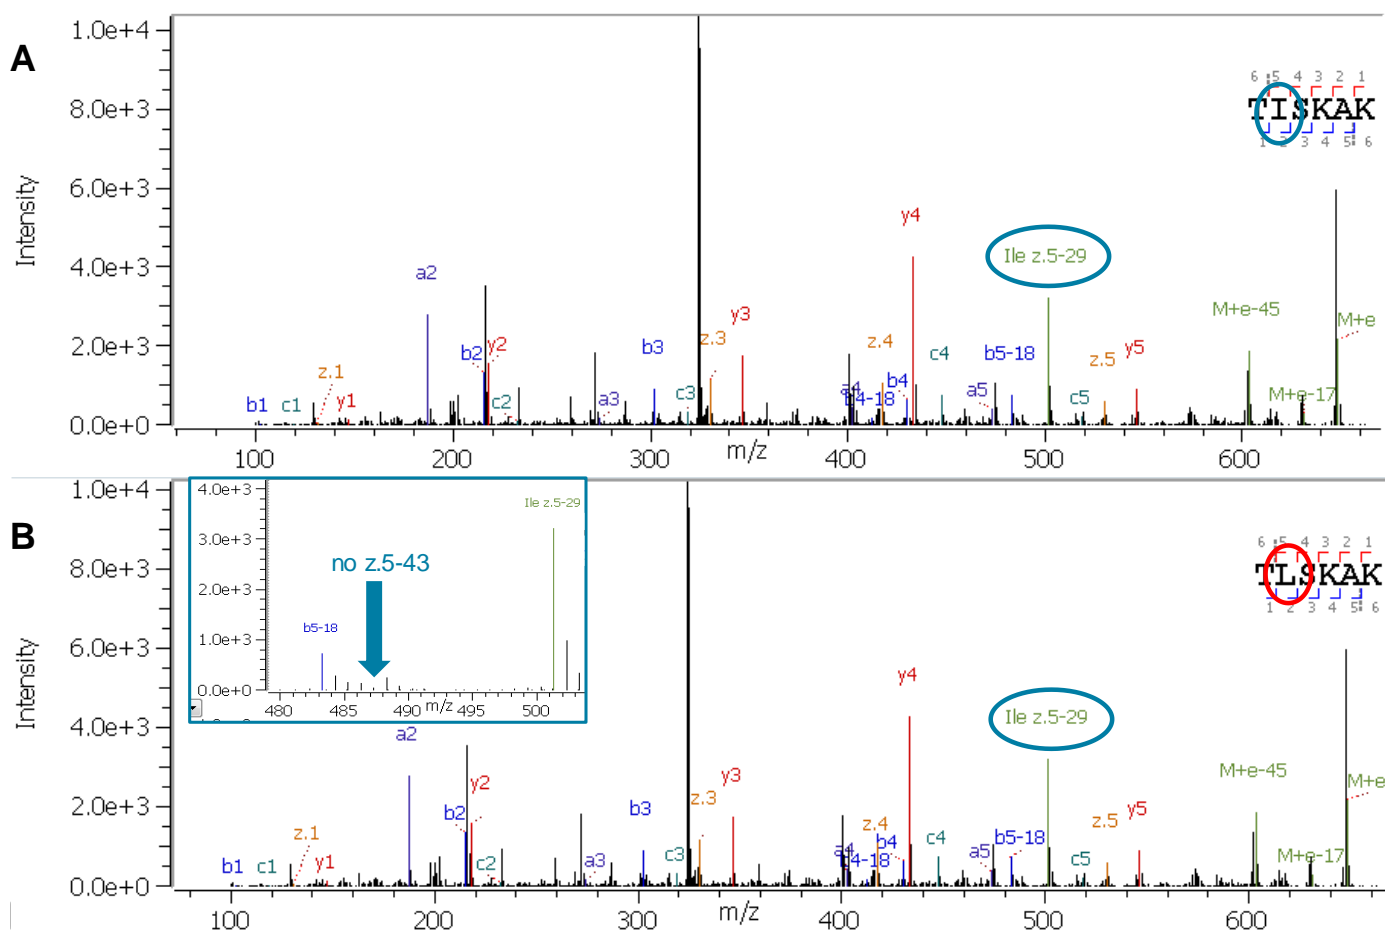 A
1.0e+4
8.0e+3
6.0e+3
4.0e+3
2.0e+3
0.0e+0
Intensity
6 5 4 3 2 1
TISKAK
1 2 3 4 5 6
b1
c1
z.1
y1
a2
b2
y2
c2
a3
b3
c3
z.3
y3
a4
b4-18
z.4
b4
y4
c4
a5
b5-18
Ile z.5-29
c5
z.5
y5
M+e-45
M+e-17
M+e
100 200 300 400 500 600
m/z
B
1.0e+4
8.0e+3
6.0e+3
4.0e+3
2.0e+3
0.0e+0
Intensity
4.0e+3
3.0e+3
2.0e+3
1.0e+3
0.0e+0
no z.5-43
b5-18
Ile z.5-29
480 485 490 495 500
m/z
6 5 4 3 2 1
TLSKAK
1 2 3 4 5 6
b1
c1
z.1
y1
a2
b2
y2
c2
a3
b3
c3
z.3
y3
a4
4-18
z.4
b4
y4
c4
a5
b5-18
Ile z.5-29
c5
z.5
y5
M+e-45
M+e-17
M+e
100 200 300 400 500 600
m/z